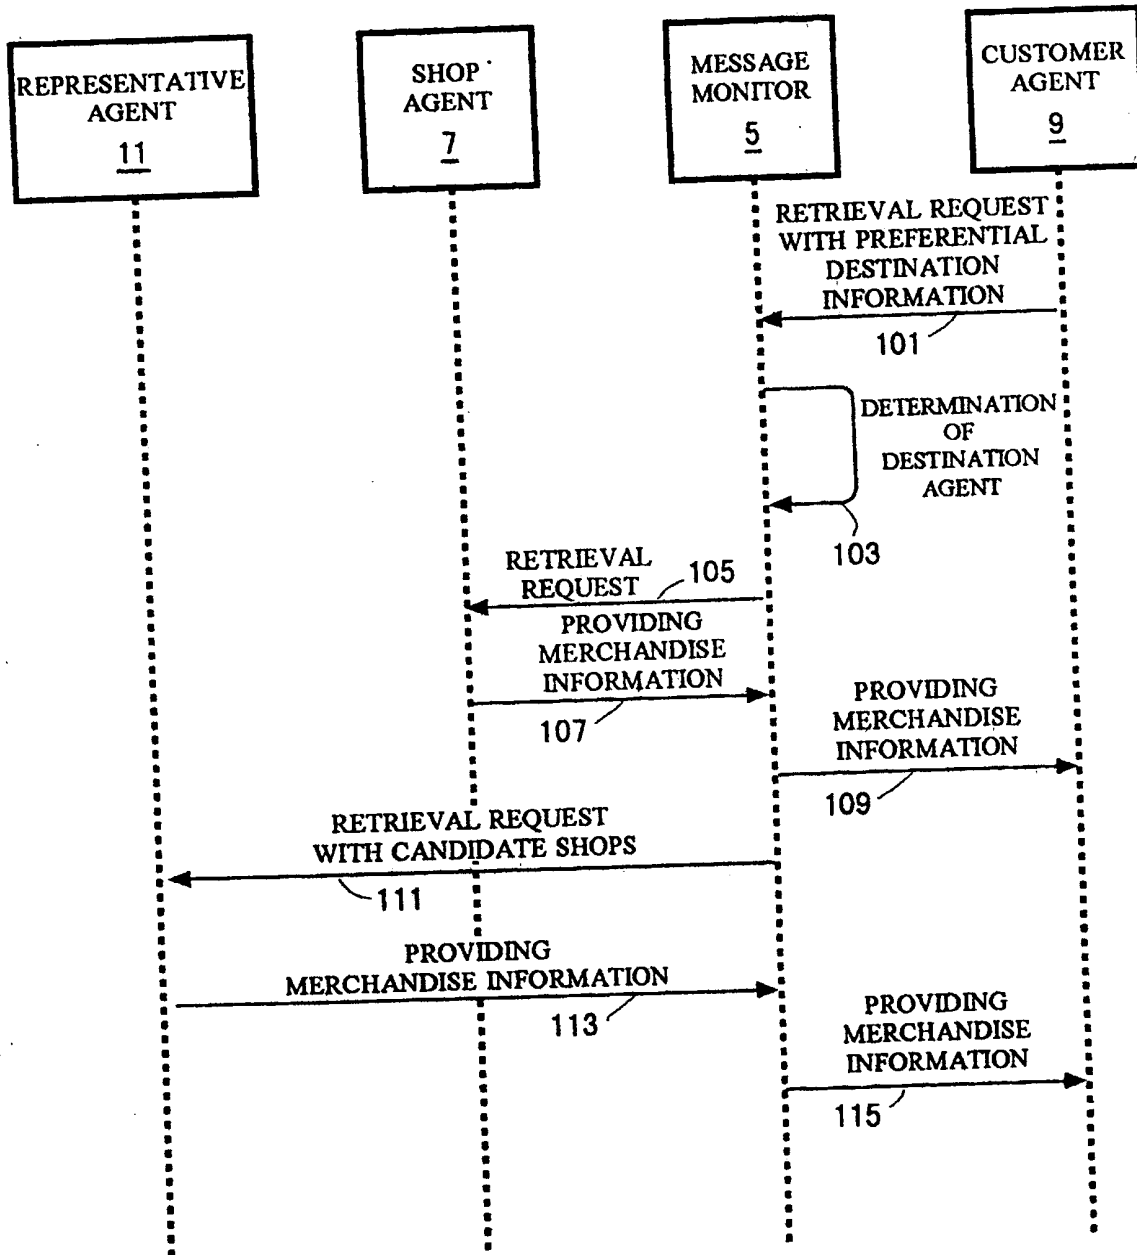 REPRESENTATIVE
AGENT
11
SHOP
AGENT
7
MESSAGE
MONITOR
5
CUSTOMER
AGENT
9
RETRIEVAL REQUEST
WITH PREFERENTIAL
DESTINATION
INFORMATION
101
DETERMINATION
OF
DESTINATION
AGENT
103
RETRIEVAL
REQUEST
105
PROVIDING
MERCHANDISE
INFORMATION
107
PROVIDING
MERCHANDISE
INFORMATION
109
RETRIEVAL REQUEST
WITH CANDIDATE SHOPS
111
PROVIDING
MERCHANDISE INFORMATION
113
PROVIDING
MERCHANDISE
INFORMATION
115